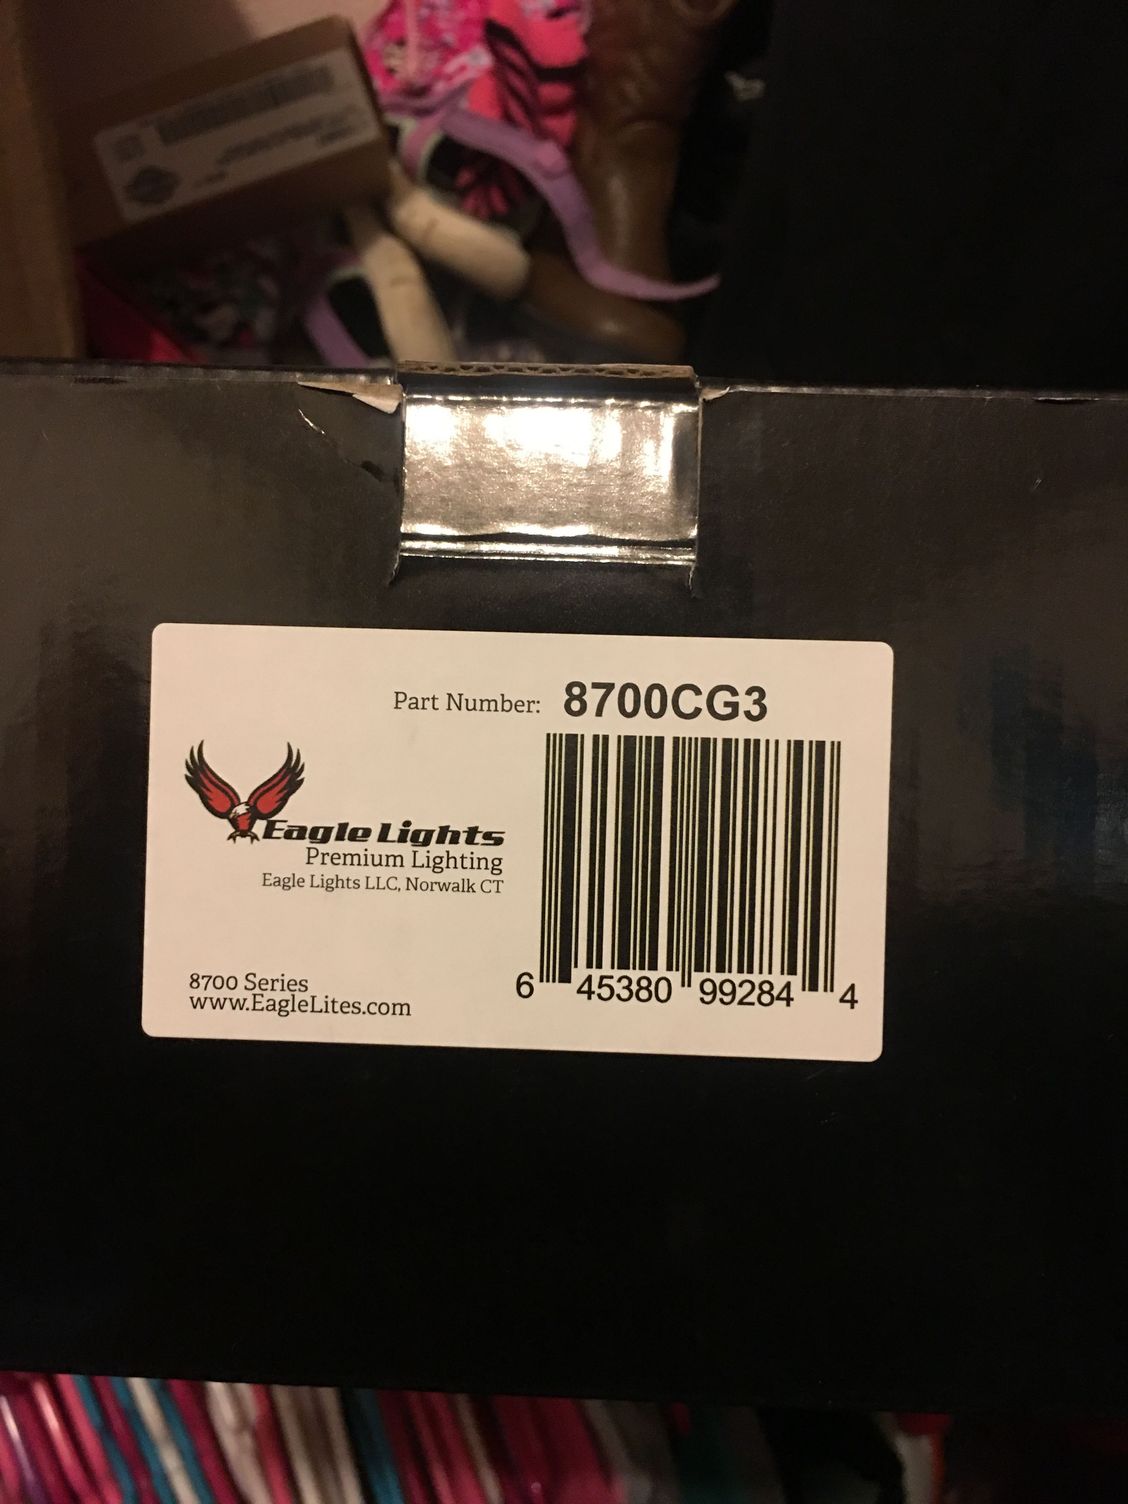 Part Number: 8700CG3
Eagle Lights
Premium Lighting
Eagle Lights LLC, Norwalk CT
8700 Series
www.EagleLites.com
6 45380 99284 4